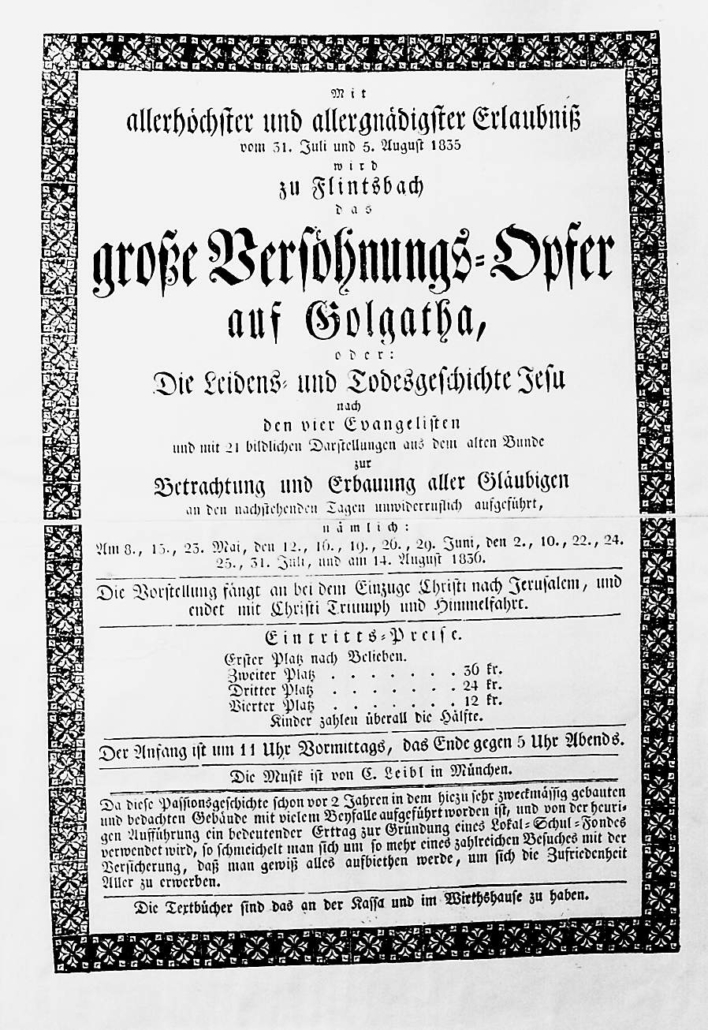 Mit
allerhöchster und allergnädigster Erlaubniß
vom 31. Juli und 5. August 1835
wird
zu Flintsbach
das
große Versöhnungs-Opfer
auf Golgatha,
oder:
Die Leidens- und Todesgeschichte Jesu
nach
den vier Evangelisten
und mit 21 bildlichen Darstellungen aus dem alten Bunde
zur
Betrachtung und Erbauung aller Gläubigen
an den nachstehenden Tagen unwiderruflich aufgeführt,
nämlich:
Am 8., 15., 23. Mai, den 12., 16., 19., 26., 29. Juni, den 2., 10., 22., 24.
25., 31. Juli, und am 14. August 1836.
Die Vorstellung fängt an bei dem Einzuge Christi nach Jerusalem, und
endet mit Christi Triumph und Himmelfahrt.
Eintritts-Preise.
Erster Platz nach Belieben.
Zweiter Platz . . . . . . . 36 kr.
Dritter Platz . . . . . . . 24 kr.
Vierter Platz . . . . . . . 12 kr.
Kinder zahlen überall die Hälfte.
Der Anfang ist um 11 Uhr Vormittags, das Ende gegen 5 Uhr Abends.
Die Musik ist von C. Leibl in München.
Da diese Passionsgeschichte schon vor 2 Jahren in dem hiezu sehr zweckmässig gebauten
und bedachten Gebäude mit vielem Beyfalle aufgeführt worden ist, und von der heuri-
gen Aufführung ein bedeutender Ertrag zur Gründung eines Lokal-Schul-Fondes
verwendet wird, so schmeichelt man sich um so mehr eines zahlreichen Besuches mit der
Versicherung, daß man gewiß alles aufbiethen werde, um sich die Zufriedenheit
Aller zu erwerben.
Die Textbücher sind das an der Kassa und im Wirthshause zu haben.